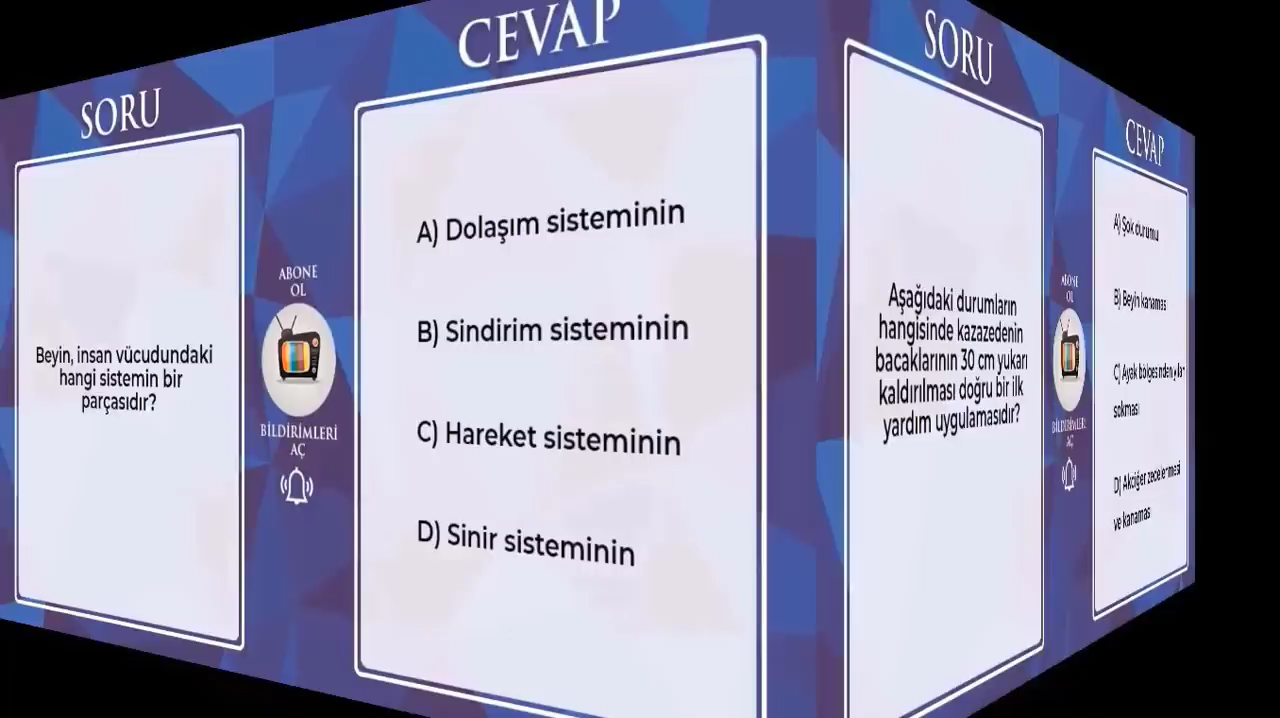 SORU
Beyin, insan vücudundaki
hangi sistemin bir
parçasıdır?
ABONE
OL
BİLDİRİMLERİ
AÇ
CEVAP
A) Dolaşım sisteminin
B) Sindirim sisteminin
C) Hareket sisteminin
D) Sinir sisteminin
SORU
Aşağıdaki durumların
hangisinde kazazedenin
bacaklarının 30 cm yukarı
kaldırılması doğru bir ilk
yardım uygulamasıdır?
ABONE
OL
BİLDİRİMLERİ
AÇ
CEVAP
A) Şok durumu
B) Beyin kanaması
C) Ayak bölgesinden yılan
sokması
D) Akciğer zedelenmesi
ve kanaması